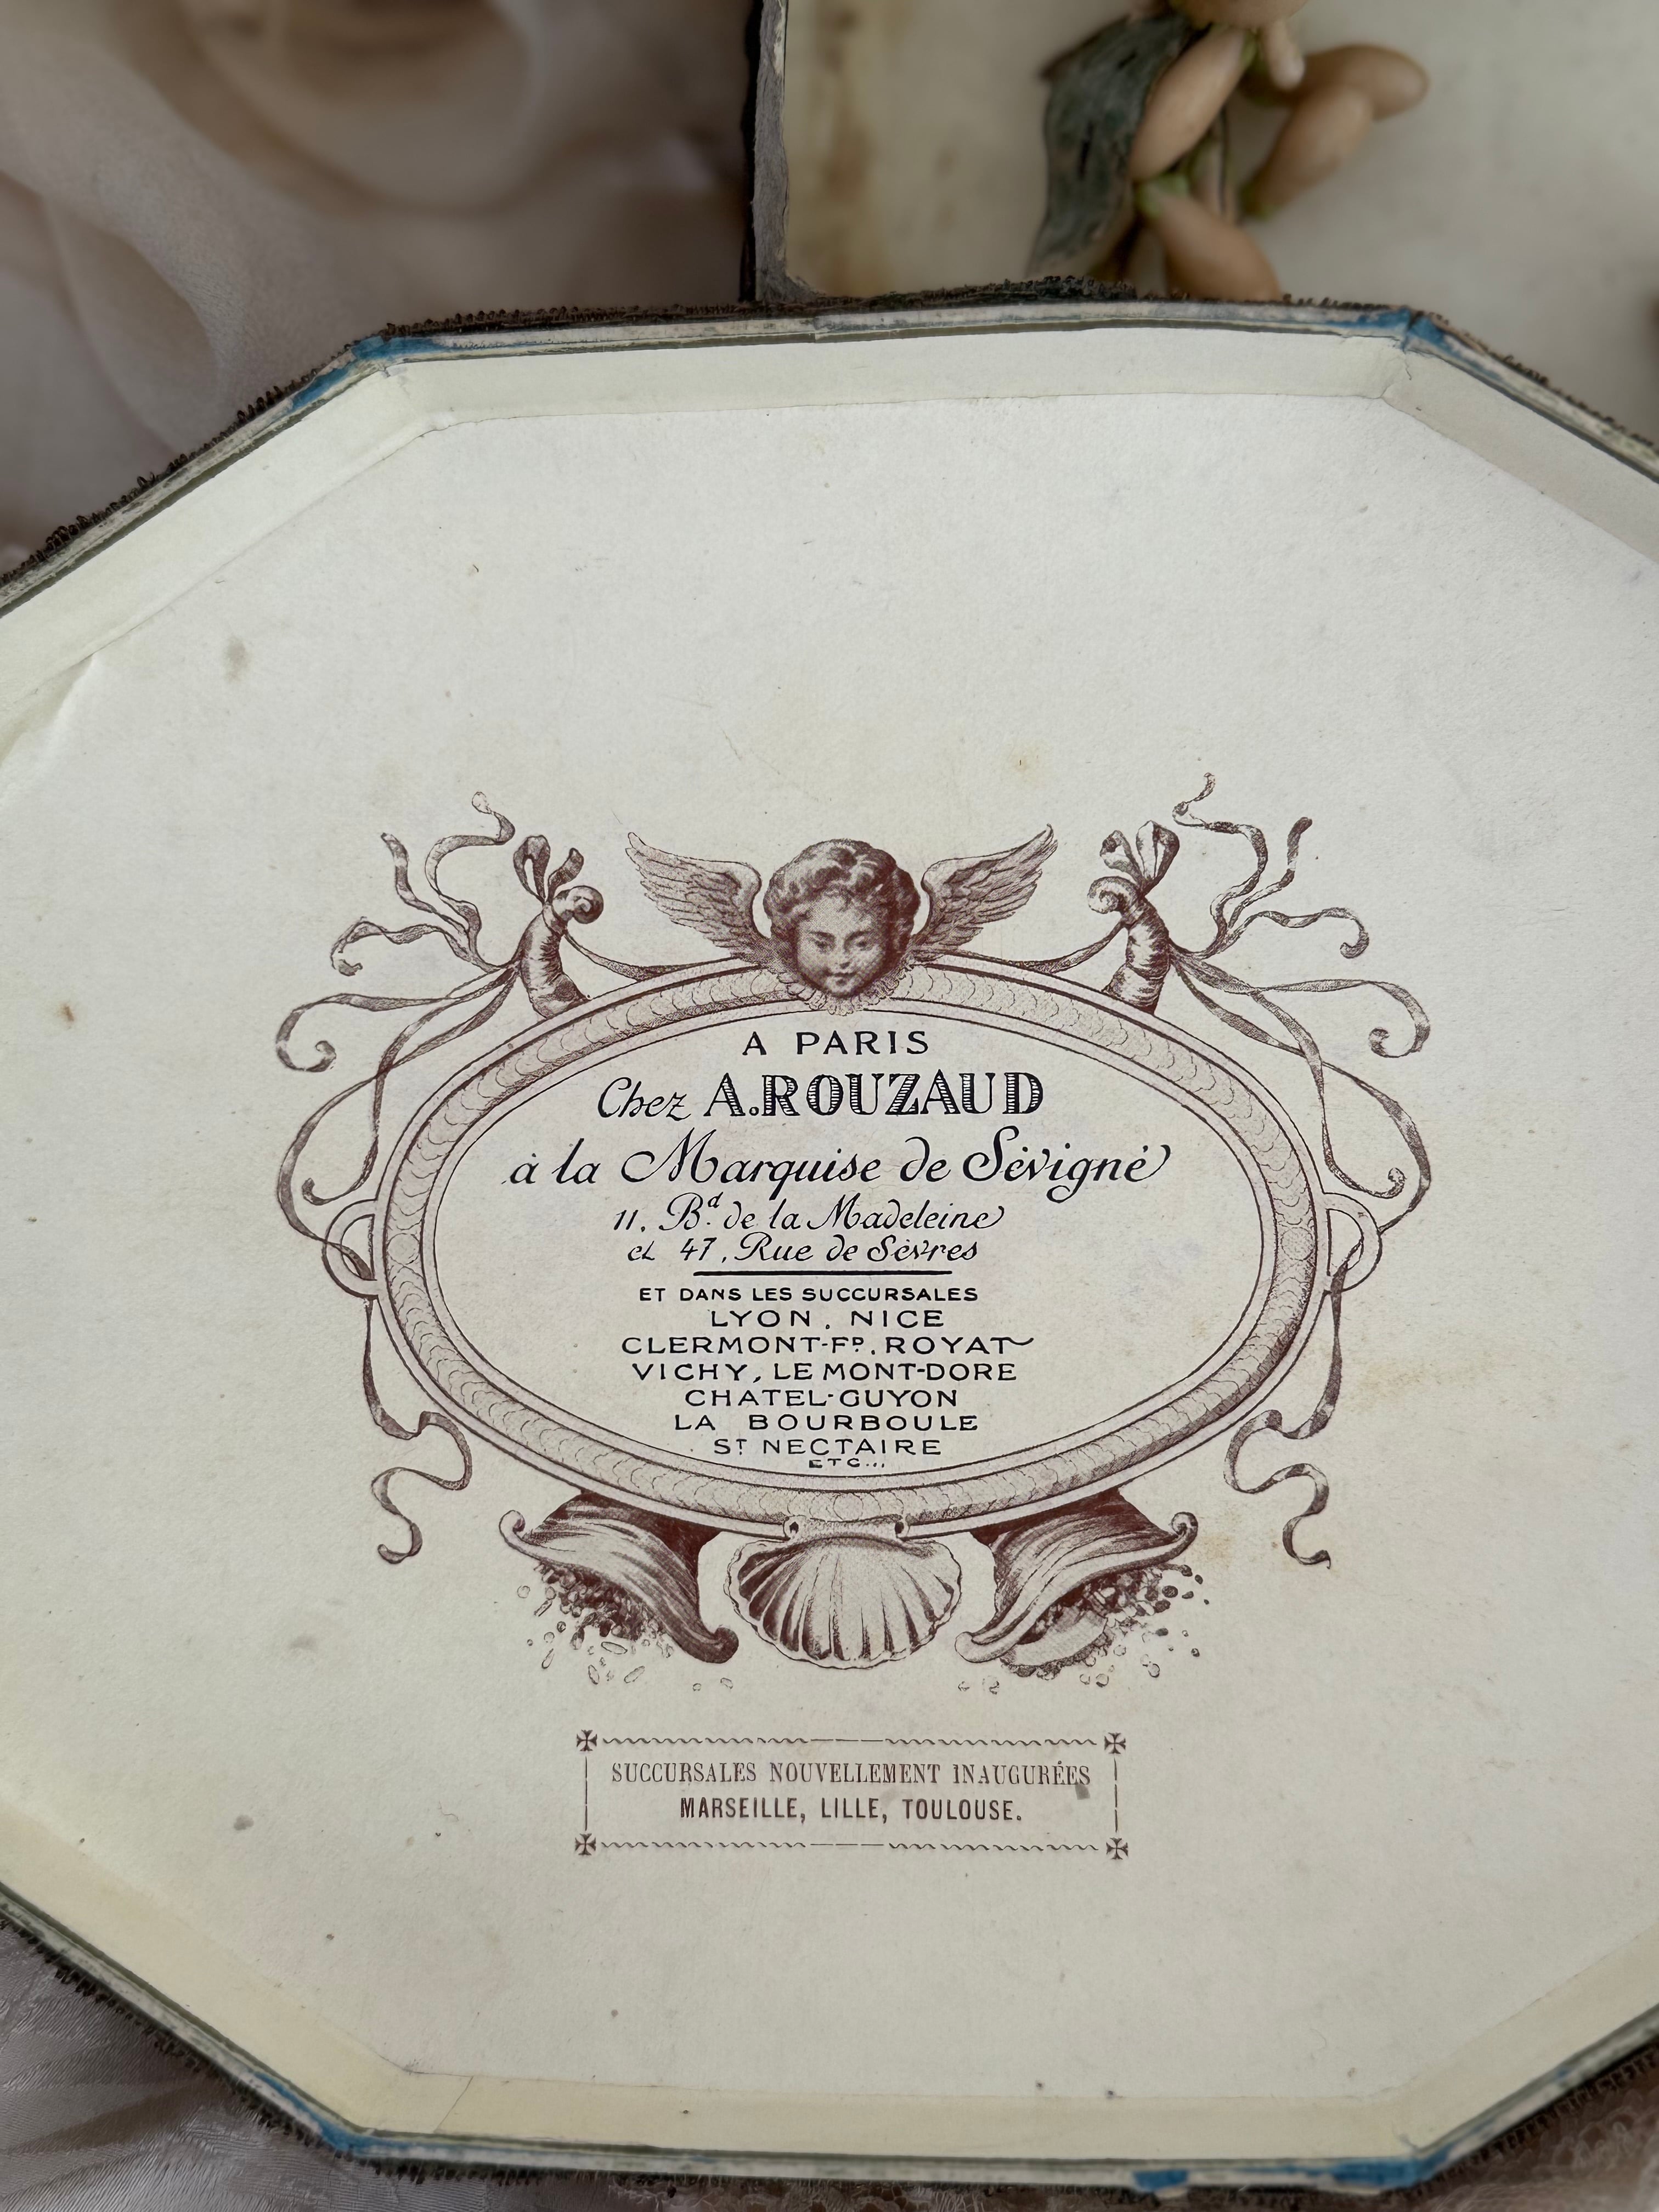 A PARIS
Chez A. ROUZAUD
à la Marquise de Sévigné
11. Bd. de la Madeleine
et 47, Rue de Sèvres
ET DANS LES SUCCURSALES
LYON. NICE
CLERMONT-FD. ROYAT
VICHY, LE MONT-DORE
CHATEL-GUYON
LA BOURBOULE
ST NECTAIRE
ETC...
SUCCURSALES NOUVELLEMENT INAUGURÉES
MARSEILLE, LILLE, TOULOUSE.